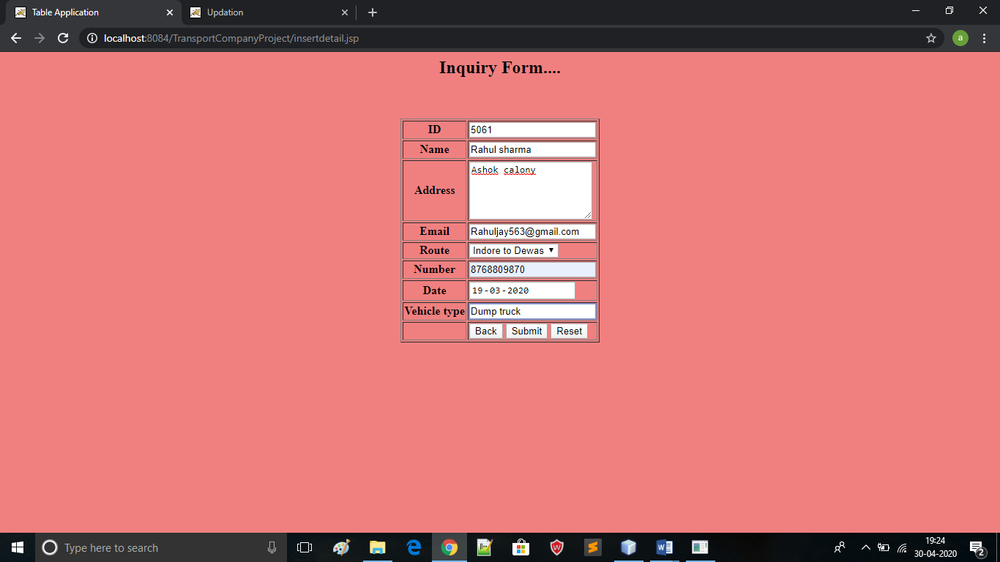 Table Application
Updation
localhost:8084/TransportCompanyProject/insertdetail.jsp
a
Inquiry Form....
ID 5061
Name Rahul sharma
Address Ashok calony
Email Rahuljay563@gmail.com
Route Indore to Dewas
Number 8768809870
Date 19-03-2020
Vehicle type Dump truck
Back Submit Reset
Type here to search
19:24
30-04-2020
2